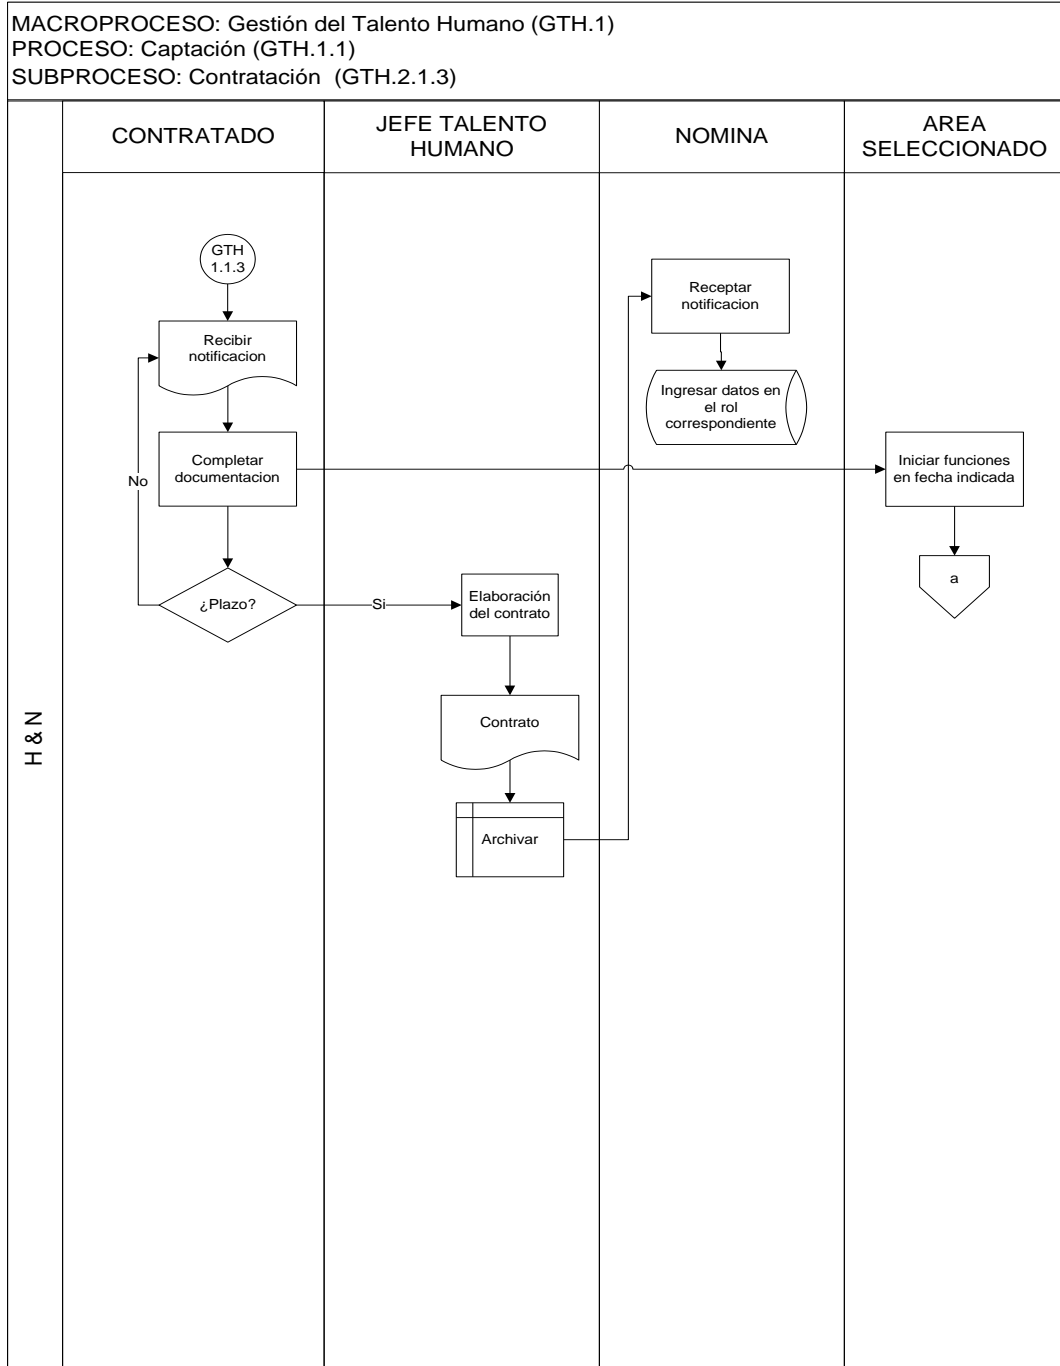 MACROPROCESO: Gestión del Talento Humano (GTH.1)
PROCESO: Captación (GTH.1.1)
SUBPROCESO: Contratación  (GTH.2.1.3)
CONTRATADO
JEFE TALENTO
HUMANO
NOMINA
AREA
SELECCIONADO
GTH
1.1.3
Recibir
notificacion
Receptar
notificacion
Ingresar datos en
el rol
correspondiente
Completar
documentacion
Iniciar funciones
en fecha indicada
No
a
¿Plazo?
Si
Elaboración
del contrato
Contrato
Archivar
H & N